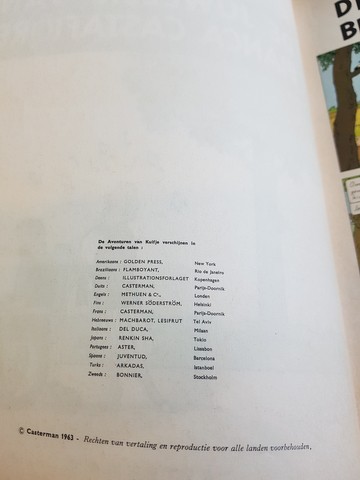 De Avonturen van Kuifje verschijnen in
de volgende talen :
Amerikaans : GOLDEN PRESS, New York
Braziliaans : FLAMBOYANT, Rio de Janeiro
Deens : ILLUSTRATIONSFORLAGET Kopenhagen
Duits : CASTERMAN, Parijs-Doornik
Engels : METHUEN & Co, Londen
Fins : WERNER SÖDERSTRÖM, Helsinki
Frans : CASTERMAN, Parijs-Doornik
Hebreeuws : MACHBAROT, LESIFRUT Tel Aviv
Italiaans : DEL DUCA, Milaan
Japans : RENKIN SHA, Tokio
Portugees : ASTER, Lissabon
Spaans : JUVENTUD, Barcelona
Turks : ARKADAS, Istanboel
Zweeds : BONNIER, Stockholm
© Casterman 1963 - Rechten van vertaling en reproductie voor alle landen voorbehouden.